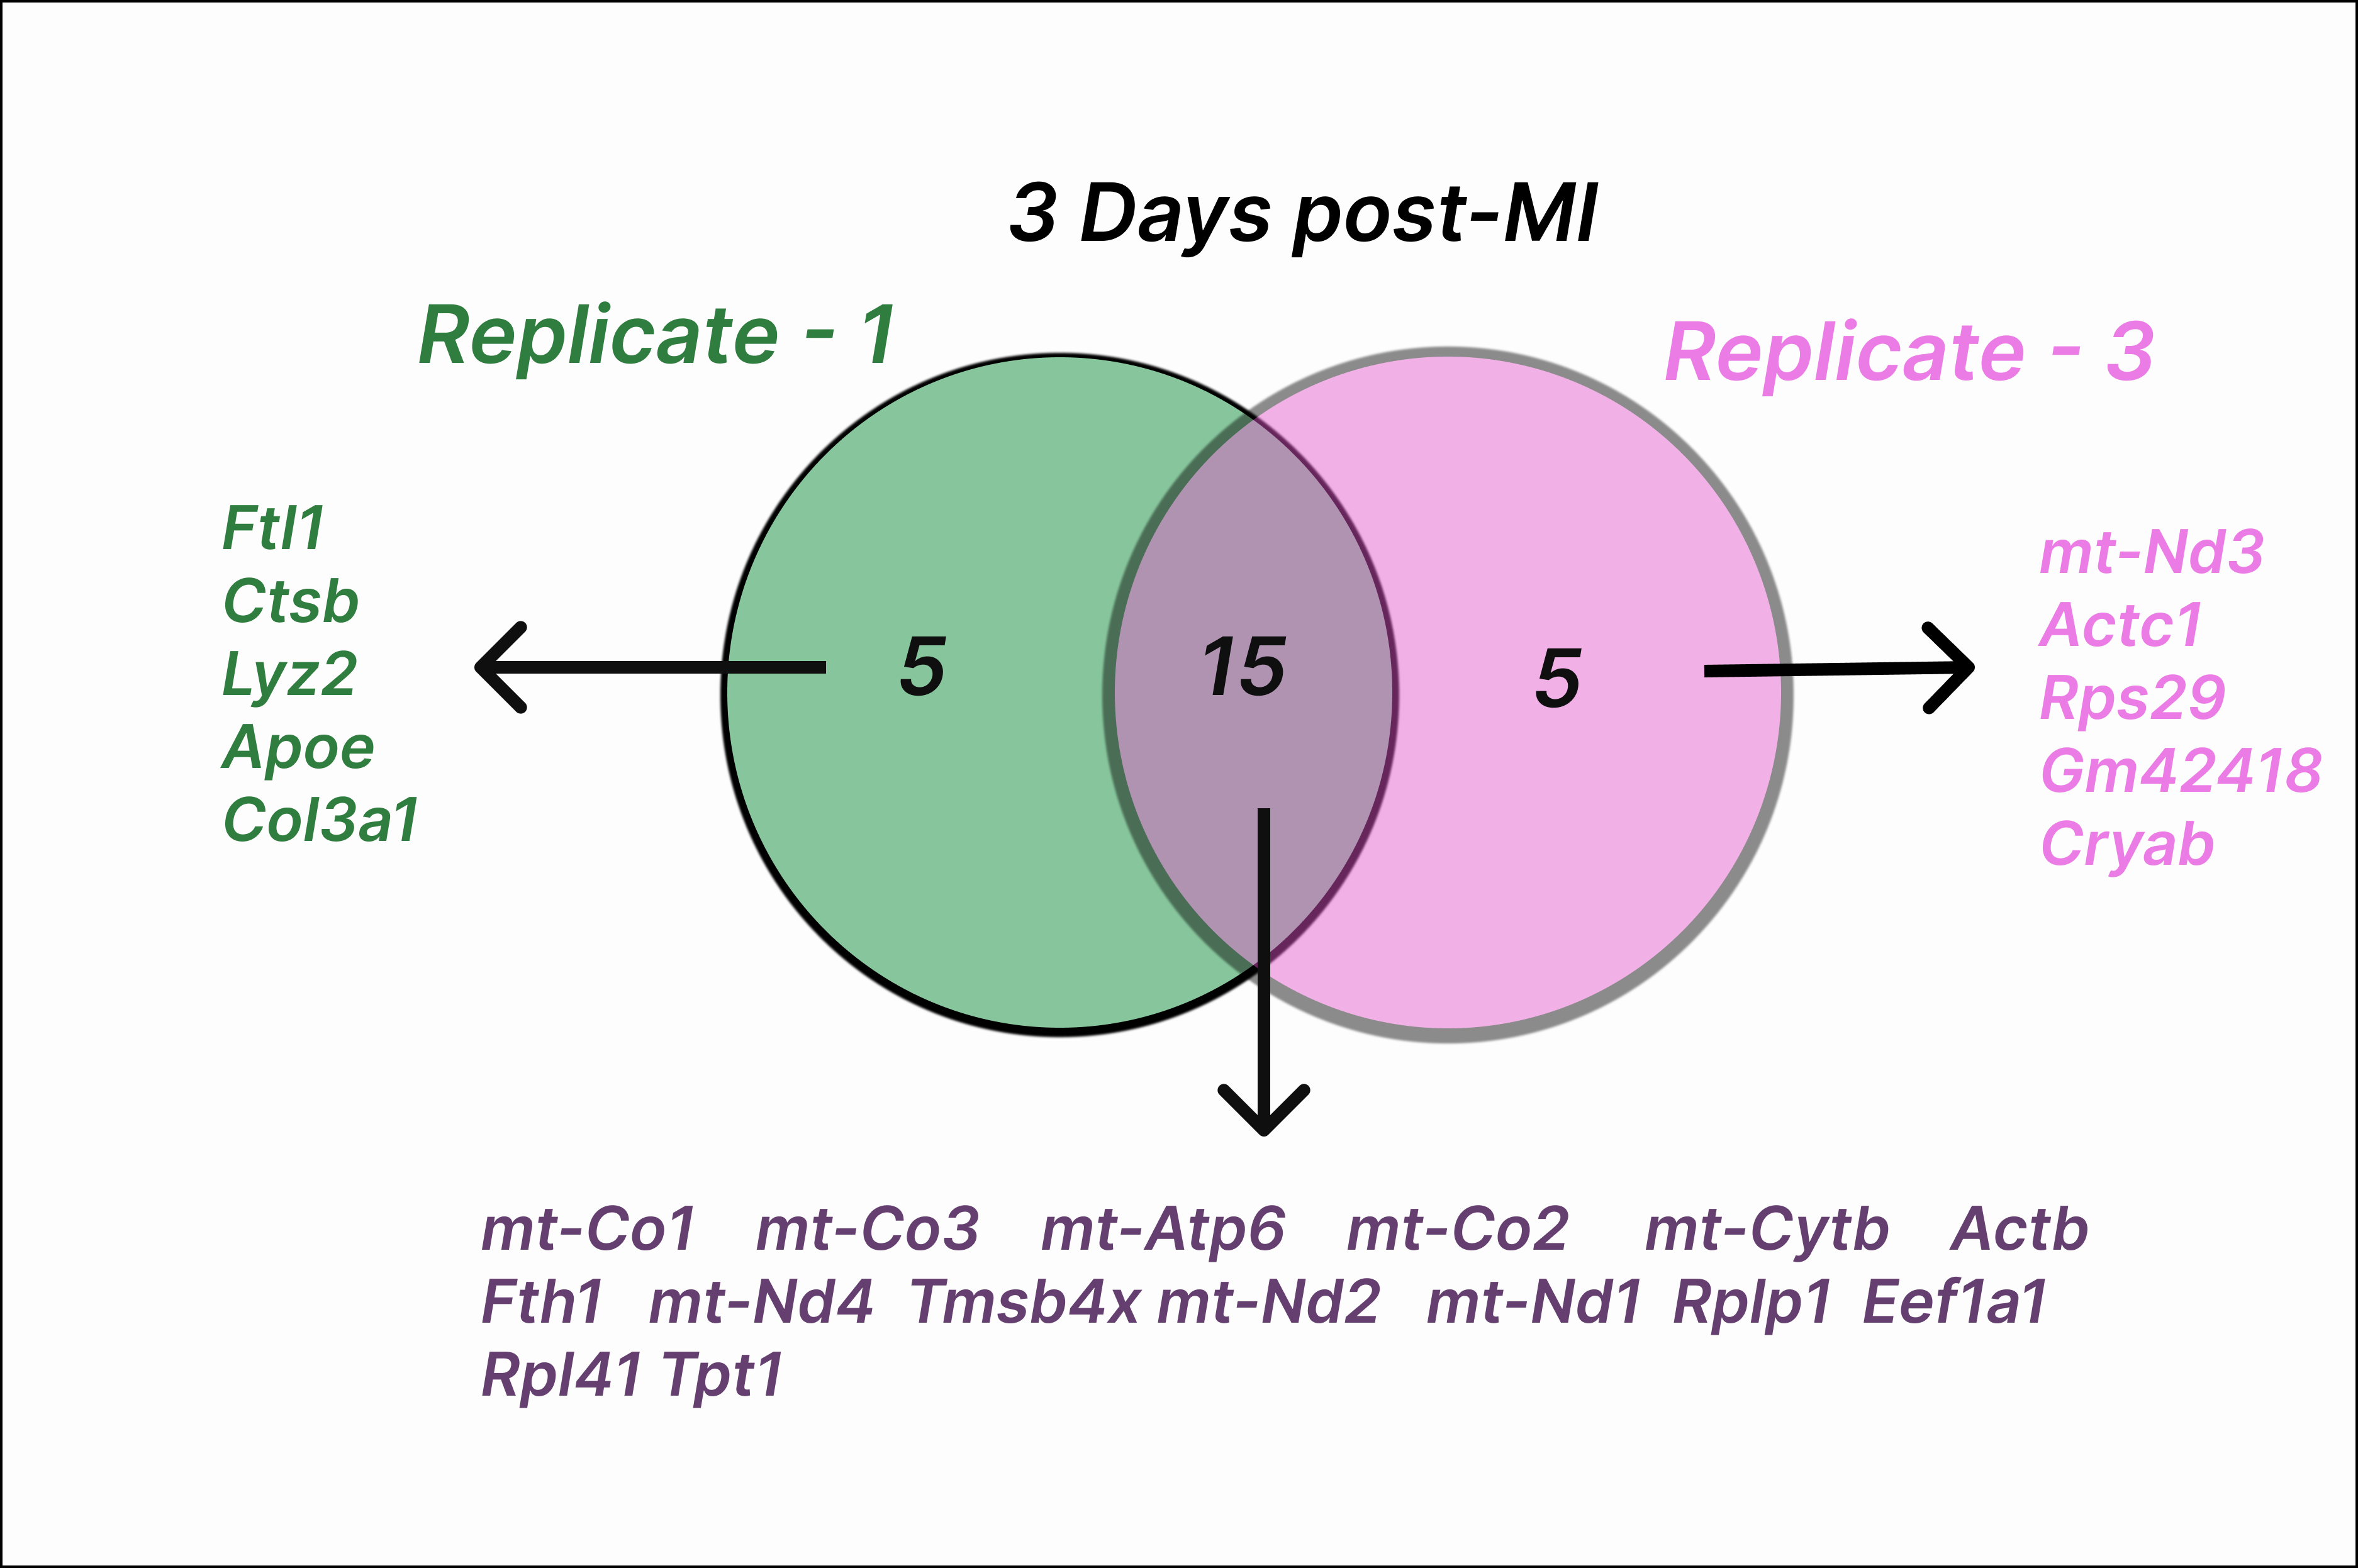 3 Days post-MI
Replicate - 1
Replicate - 3
Ftl1
Ctsb
Lyz2
Apoe
Col3a1
5
15
5
mt-Nd3
Actc1
Rps29
Gm42418
Cryab
mt-Co1 mt-Co3 mt-Atp6 mt-Co2 mt-Cytb Actb
Fth1 mt-Nd4 Tmsb4x mt-Nd2 mt-Nd1 Rplp1 Eef1a1
Rpl41 Tpt1